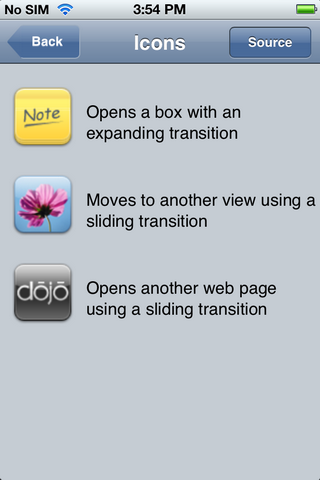 No SIM 3:54 PM
Back Icons Source
Note
Opens a box with an
expanding transition
Moves to another view using a
sliding transition
dōjō
Opens another web page
using a sliding transition